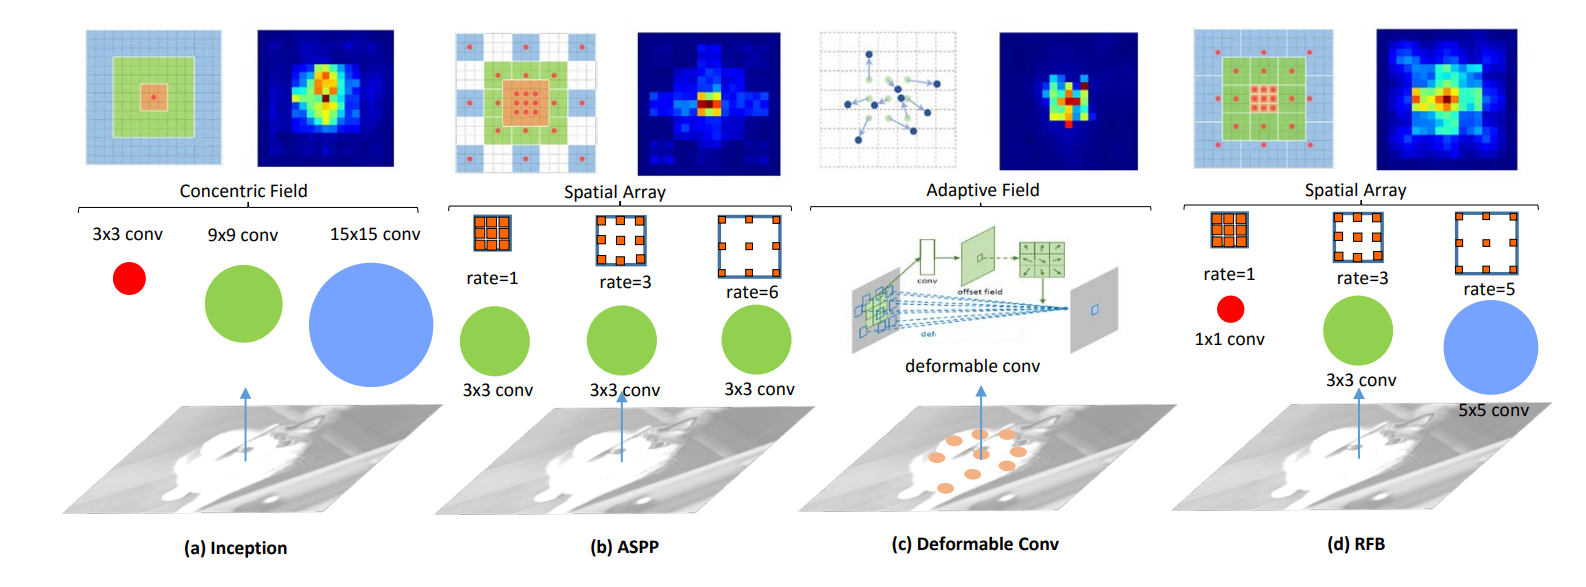 Concentric Field
3x3 conv
9x9 conv
15x15 conv
(a) Inception
Spatial Array
rate=1
rate=3
rate=6
3x3 conv
3x3 conv
3x3 conv
(b) ASPP
Adaptive Field
conv
offset field
defi
deformable conv
(c) Deformable Conv
Spatial Array
rate=1
rate=3
rate=5
1x1 conv
3x3 conv
5x5 conv
(d) RFB